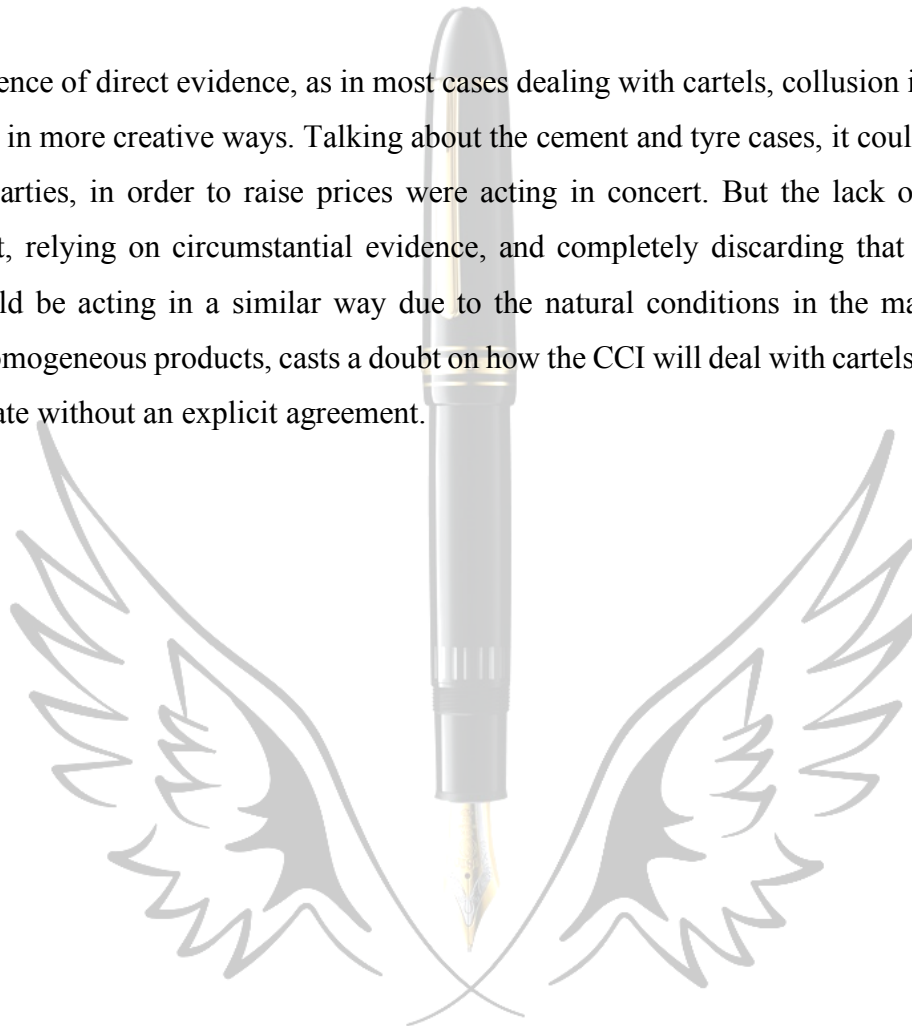 ence of direct evidence, as in most cases dealing with cartels, collusion i
in more creative ways. Talking about the cement and tyre cases, it coul
arties, in order to raise prices were acting in concert. But the lack o
t, relying on circumstantial evidence, and completely discarding that
ld be acting in a similar way due to the natural conditions in the ma
omogeneous products, casts a doubt on how the CCI will deal with cartels
ate without an explicit agreement.